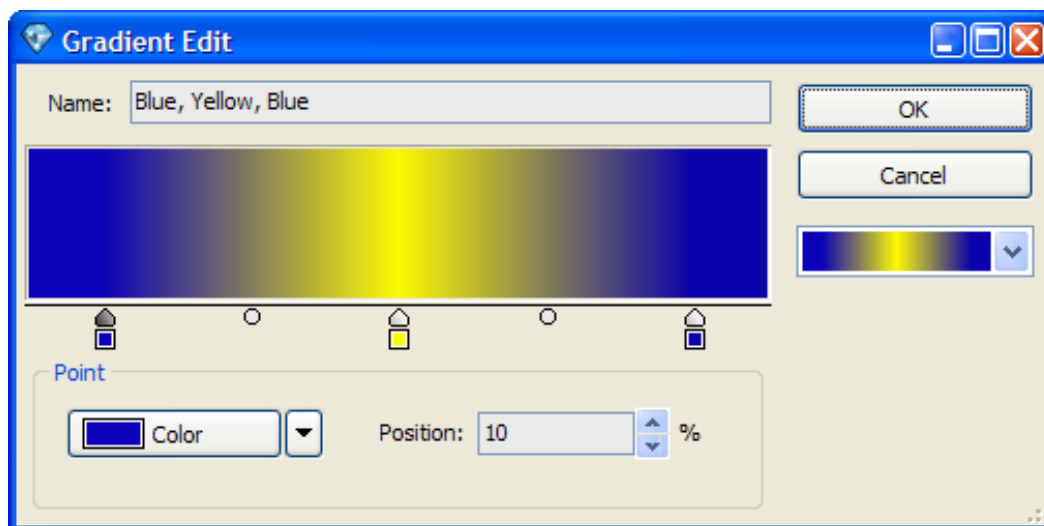 Gradient Edit
Name: Blue, Yellow, Blue
OK
Cancel
Point
Color Position: 10 %